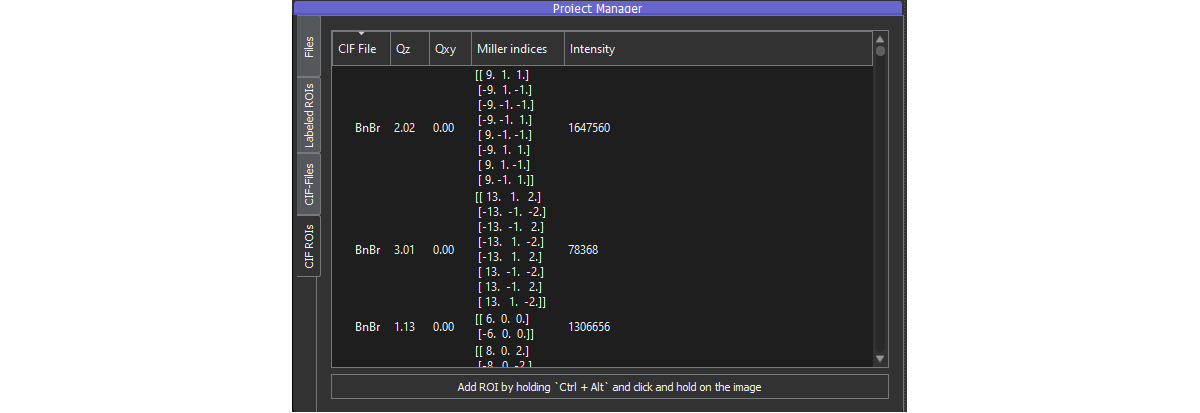 Project Manager
Files
Labeled ROIs
CIF-Files
CIF ROIs
CIF File Qz Qxy Miller indices Intensity
[[ 9. 1. 1.]
[-9. 1. -1.]
[-9. -1. -1.]
[-9. -1. 1.]
BnBr 2.02 0.00 1647560
[ 9. -1. -1.]
[-9. 1. 1.]
[ 9. 1. -1.]
[ 9. -1. 1.]]
[[ 13. 1. 2.]
[-13. -1. -2.]
[-13. -1. 2.]
[-13. 1. -2.]
BnBr 3.01 0.00 78368
[-13. 1. 2.]
[ 13. -1. -2.]
[ 13. -1. 2.]
[ 13. 1. -2.]]
[[ 6. 0. 0.]
BnBr 1.13 0.00 1306656
[-6. 0. 0.]]
[[ 8. 0. 2.]
[-8. 0. -2.]
Add ROI by holding `Ctrl + Alt` and click and hold on the image